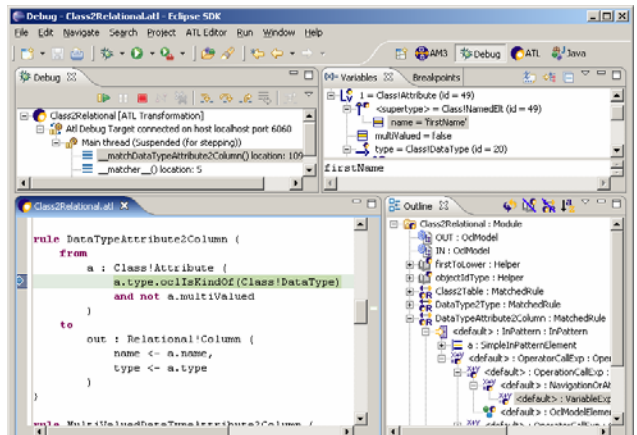 Debug - Class2Relational.atl - Eclipse SDK
File Edit Navigate Search Project ATL Editor Run Window Help
AM3 Debug ATL Java
Debug
Class2Relational [ATL Transformation]
Atl Debug Target connected on host localhost port 6060
Main thread (Suspended (for stepping))
__matchDataTypeAttribute2Column() location: 109
__matcher__() location: 5
Variables Breakpoints
1 = Class!Attribute (id = 49)
<supertype> = Class!NamedElt (id = 49)
name = 'firstName'
multiValued = false
type = Class!DataType (id = 20)
firstName
Class2Relational.atl
rule DataTypeAttribute2Column {
from
a : Class!Attribute (
a.type.oclIsKindOf(Class!DataType)
and not a.multiValued
)
to
out : Relational!Column (
name <- a.name,
type <- a.type
)
}
rule MultiValuedDataTypeAttribute2Column {
Outline
Class2Relational : Module
OUT : OclModel
IN : OclModel
firstToLower : Helper
objectIdType : Helper
Class2Table : MatchedRule
DataType2Type : MatchedRule
DataTypeAttribute2Column : MatchedRule
<default> : InPattern : InPattern
a : SimpleInPatternElement
<default> : OperatorCallExp : Oper
<default> : OperationCallExp :
<default> : NavigationOrAt
<default> : VariableExp
<default> : OclModelElemen
<default> : OperatorCallExp :